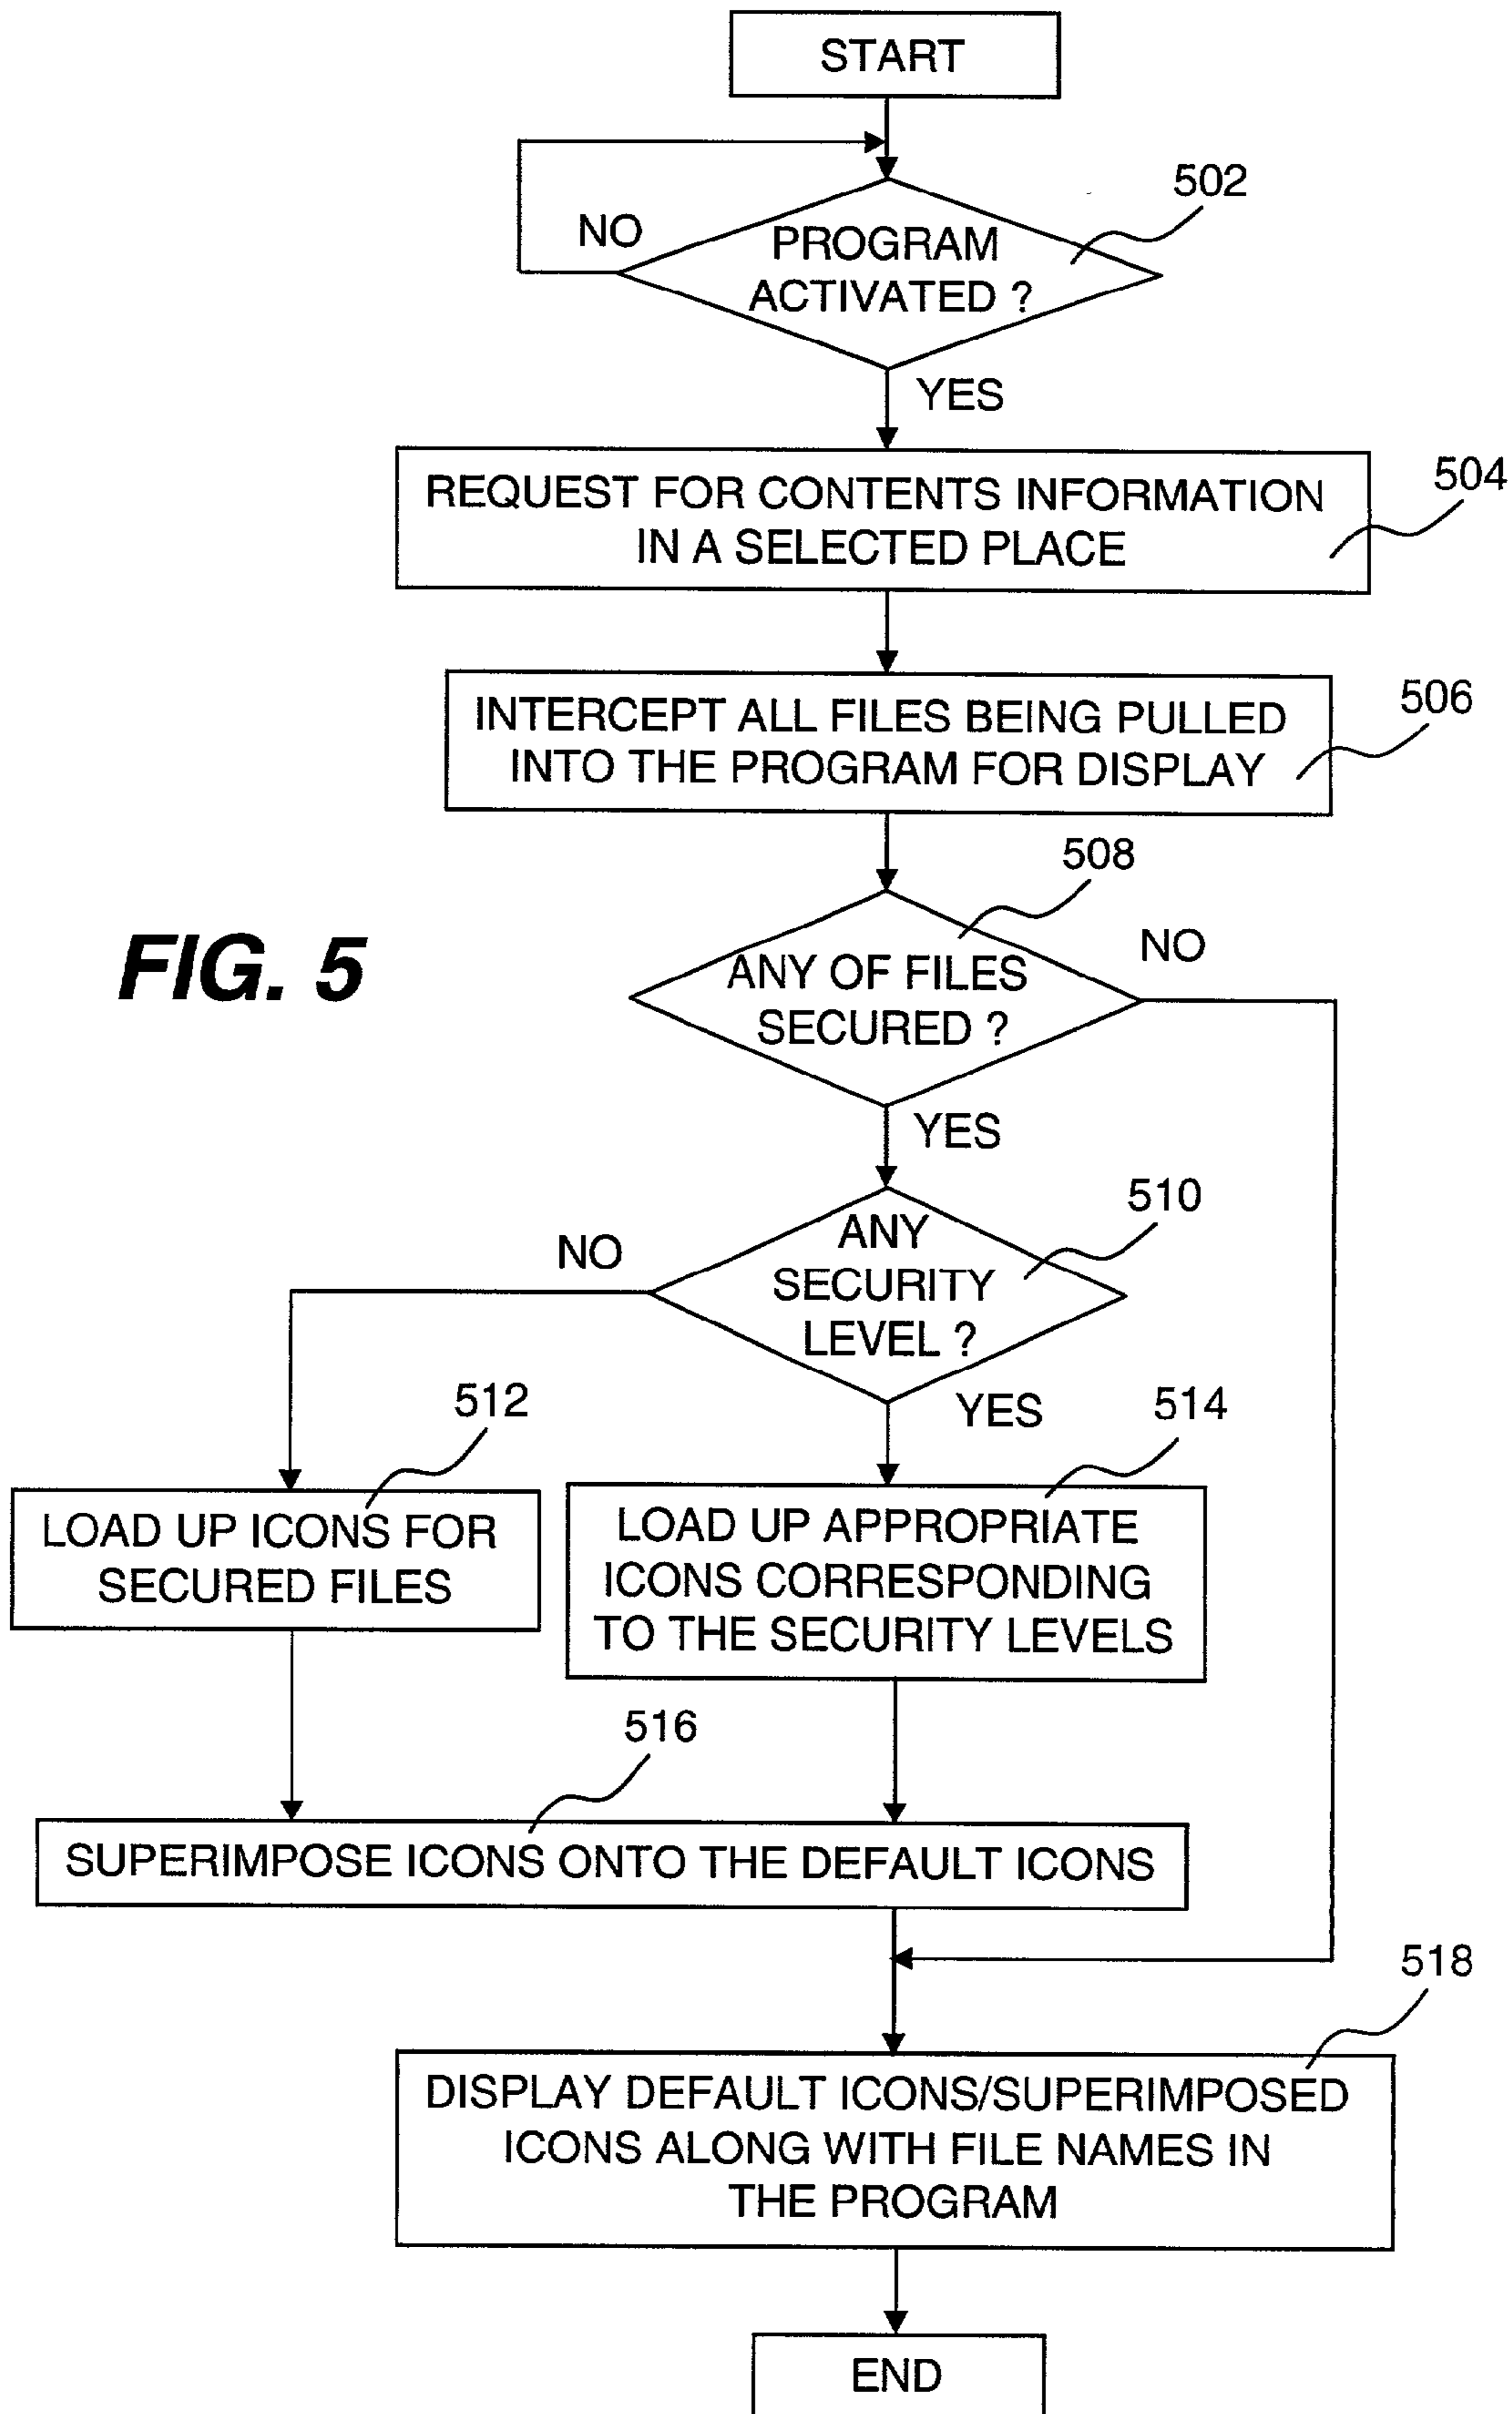 START
502
NO
PROGRAM
ACTIVATED ?
YES
504
REQUEST FOR CONTENTS INFORMATION
IN A SELECTED PLACE
506
INTERCEPT ALL FILES BEING PULLED
INTO THE PROGRAM FOR DISPLAY
508
FIG. 5
NO
ANY OF FILES
SECURED ?
YES
510
NO
ANY
SECURITY
LEVEL ?
YES
512
514
LOAD UP ICONS FOR
SECURED FILES
LOAD UP APPROPRIATE
ICONS CORRESPONDING
TO THE SECURITY LEVELS
516
SUPERIMPOSE ICONS ONTO THE DEFAULT ICONS
518
DISPLAY DEFAULT ICONS/SUPERIMPOSED
ICONS ALONG WITH FILE NAMES IN
THE PROGRAM
END